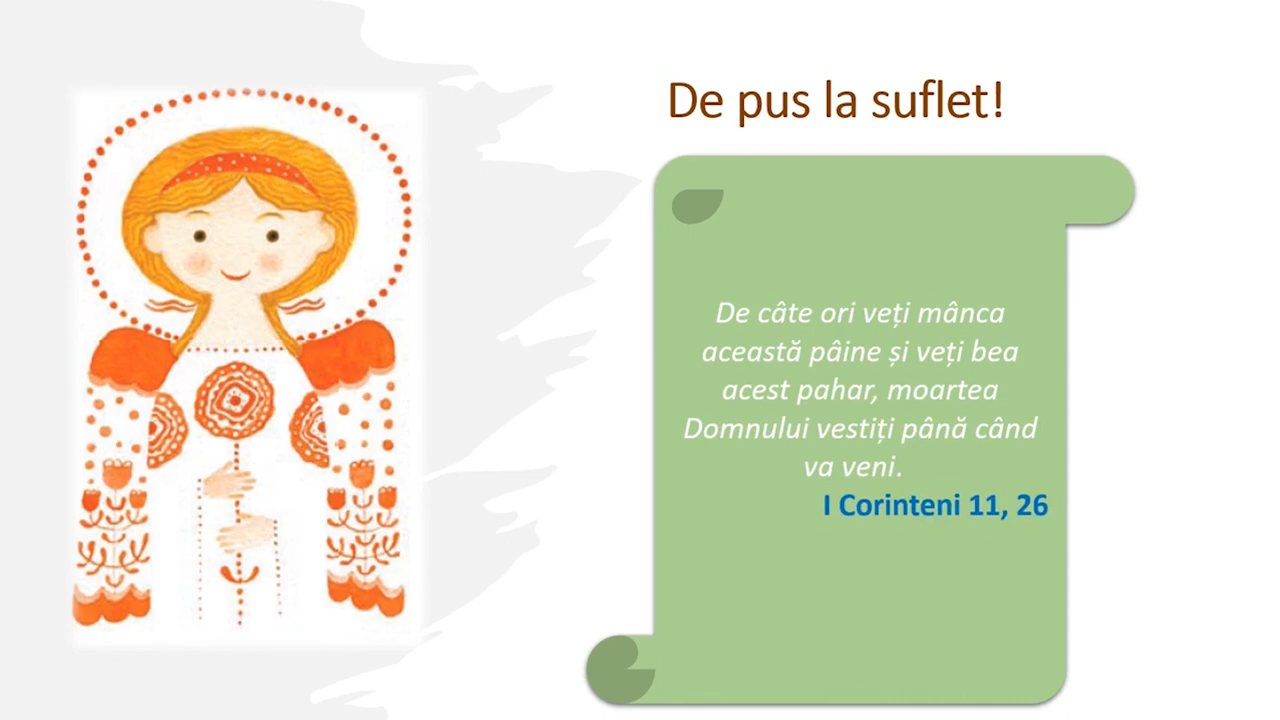 De pus la suflet!
De câte ori veți mânca
această pâine și veți bea
acest pahar, moartea
Domnului vestiți până când
va veni.
I Corinteni 11, 26